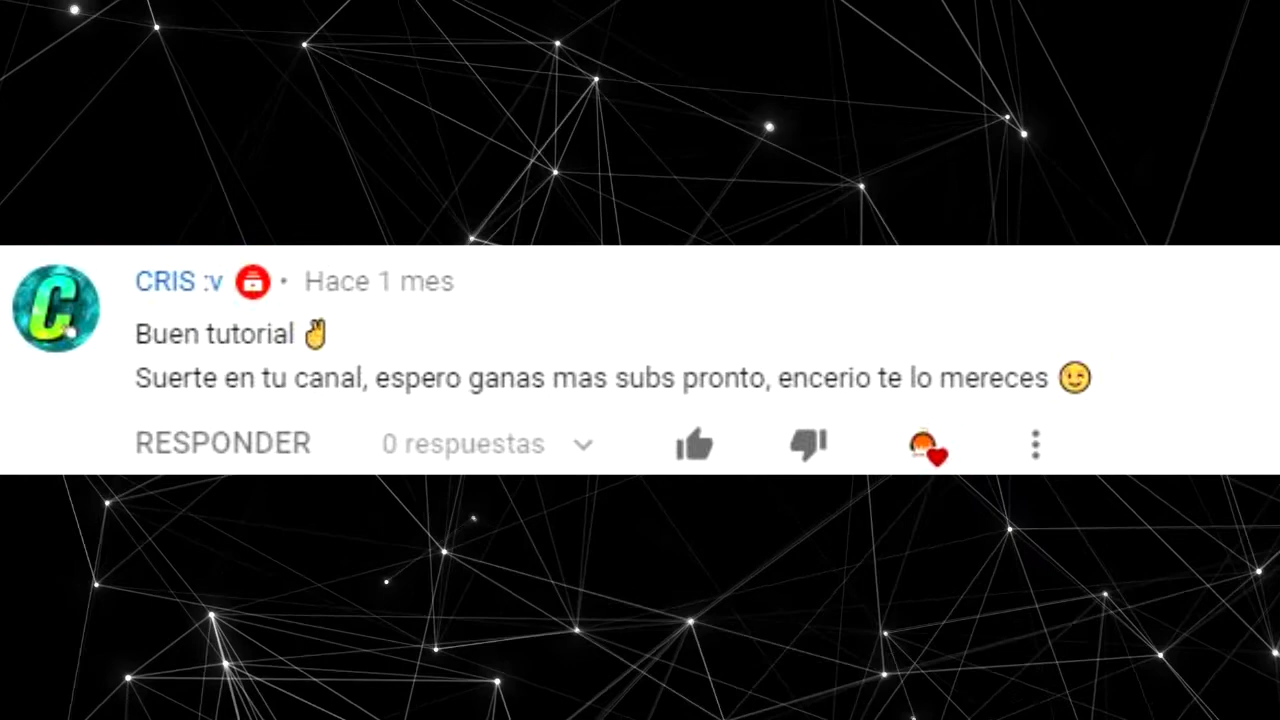 CRIS :v • Hace 1 mes
Buen tutorial ✌
Suerte en tu canal, espero ganas mas subs pronto, encerio te lo mereces 😉
RESPONDER 0 respuestas